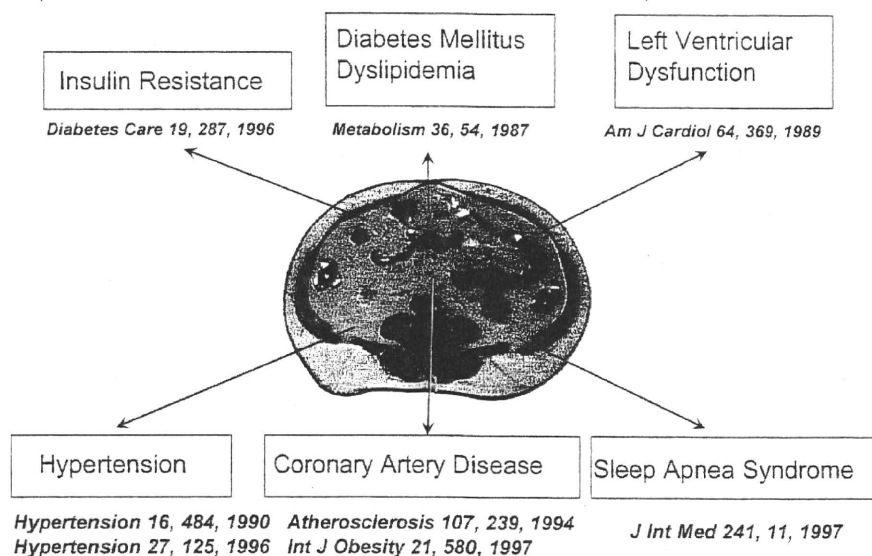 Insulin Resistance
Diabetes Care 19, 287, 1996
Diabetes Mellitus
Dyslipidemia
Metabolism 36, 54, 1987
Left Ventricular
Dysfunction
Am J Cardiol 64, 369, 1989
Hypertension
Hypertension 16, 484, 1990
Hypertension 27, 125, 1996
Coronary Artery Disease
Atherosclerosis 107, 239, 1994
Int J Obesity 21, 580, 1997
Sleep Apnea Syndrome
J Int Med 241, 11, 1997